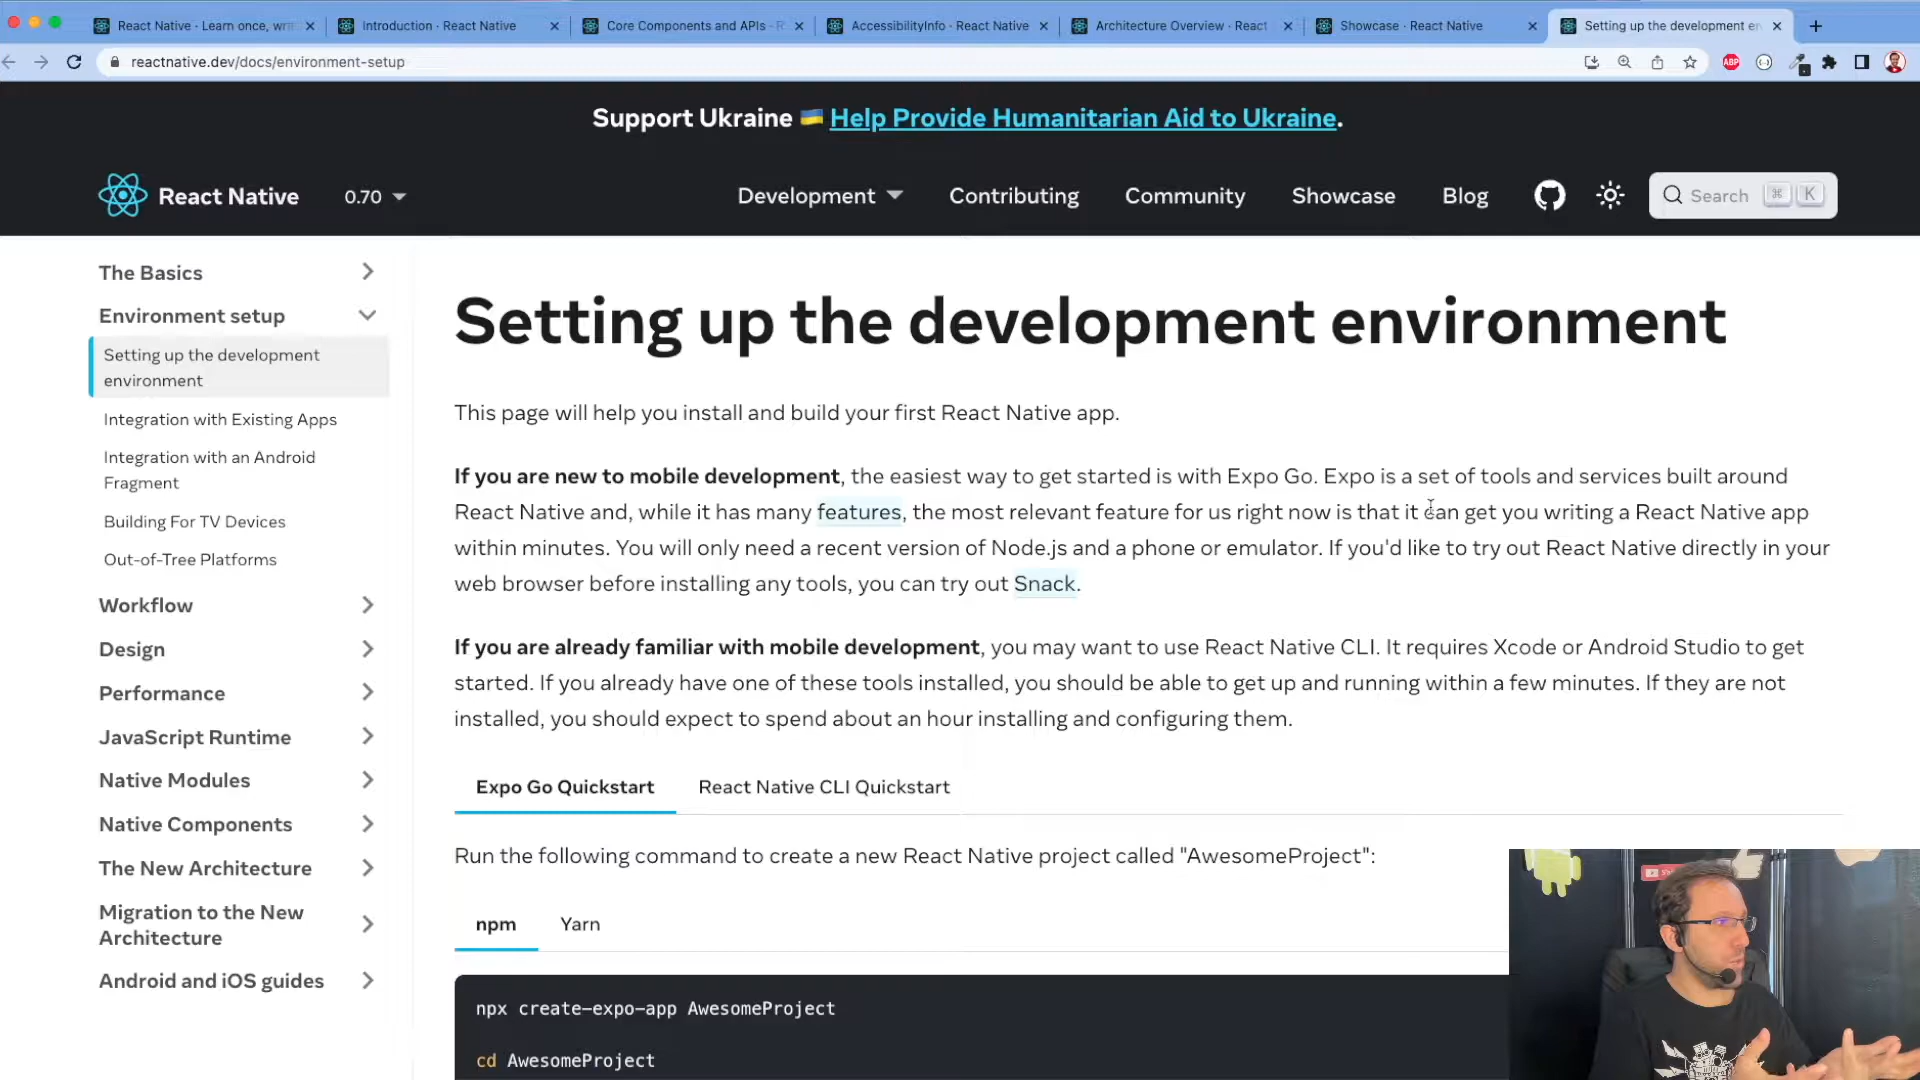 React Native · Learn once, wri
Introduction · React Native
Core Components and APIs · R
AccessibilityInfo · React Native
Architecture Overview · React
Showcase · React Native
Setting up the development en
reactnative.dev/docs/environment-setup
ABP
Support Ukraine 🇺🇦 Help Provide Humanitarian Aid to Ukraine.
React Native
0.70
Development
Contributing
Community
Showcase
Blog
Search ⌘ K
The Basics
Environment setup
Setting up the development
environment
Integration with Existing Apps
Integration with an Android
Fragment
Building For TV Devices
Out-of-Tree Platforms
Workflow
Design
Performance
JavaScript Runtime
Native Modules
Native Components
The New Architecture
Migration to the New
Architecture
Android and iOS guides
Setting up the development environment
This page will help you install and build your first React Native app.
If you are new to mobile development, the easiest way to get started is with Expo Go. Expo is a set of tools and services built around
React Native and, while it has many features, the most relevant feature for us right now is that it can get you writing a React Native app
within minutes. You will only need a recent version of Node.js and a phone or emulator. If you'd like to try out React Native directly in your
web browser before installing any tools, you can try out Snack.
If you are already familiar with mobile development, you may want to use React Native CLI. It requires Xcode or Android Studio to get
started. If you already have one of these tools installed, you should be able to get up and running within a few minutes. If they are not
installed, you should expect to spend about an hour installing and configuring them.
Expo Go Quickstart
React Native CLI Quickstart
Run the following command to create a new React Native project called "AwesomeProject":
npm
Yarn
npx create-expo-app AwesomeProject
cd AwesomeProject